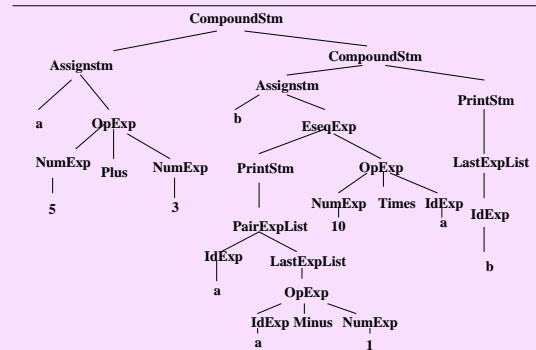 CompoundStm
CompoundStm
Assignstm
Assignstm
PrintStm
a
b
OpExp
EseqExp
NumExp
Plus
NumExp
PrintStm
OpExp
LastExpList
5
3
NumExp
Times
IdExp
10
a
IdExp
PairExpList
IdExp
LastExpList
b
a
OpExp
IdExp
Minus
NumExp
a
1